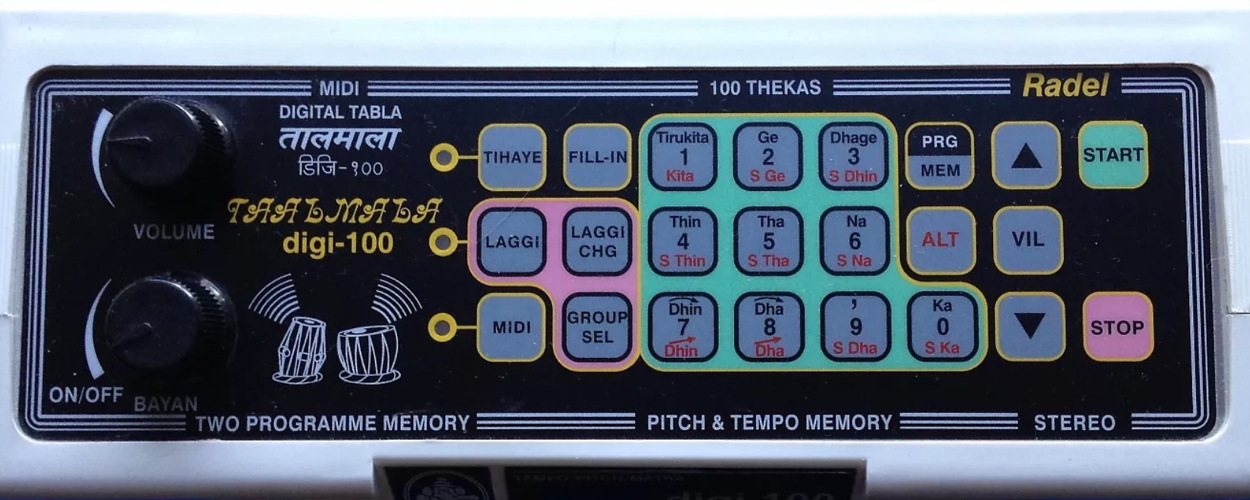 MIDI
100 THEKAS
Radel
DIGITAL TABLA
तालमाला
डिजि-१००
TAALMALA
digi-100
VOLUME
ON/OFF
BAYAN
TIHAYE
FILL-IN
Tirukita
1
Kita
Ge
2
S Ge
Dhage
3
S Dhin
PRG
MEM
▲
START
LAGGI
LAGGI
CHG
Thin
4
S Thin
Tha
5
S Tha
Na
6
S Na
ALT
VIL
MIDI
GROUP
SEL
Dhin
7
Dhin
Dha
8
Dha
,
9
S Dha
Ka
0
S Ka
▼
STOP
TWO PROGRAMME MEMORY
PITCH & TEMPO MEMORY
STEREO
digi-100